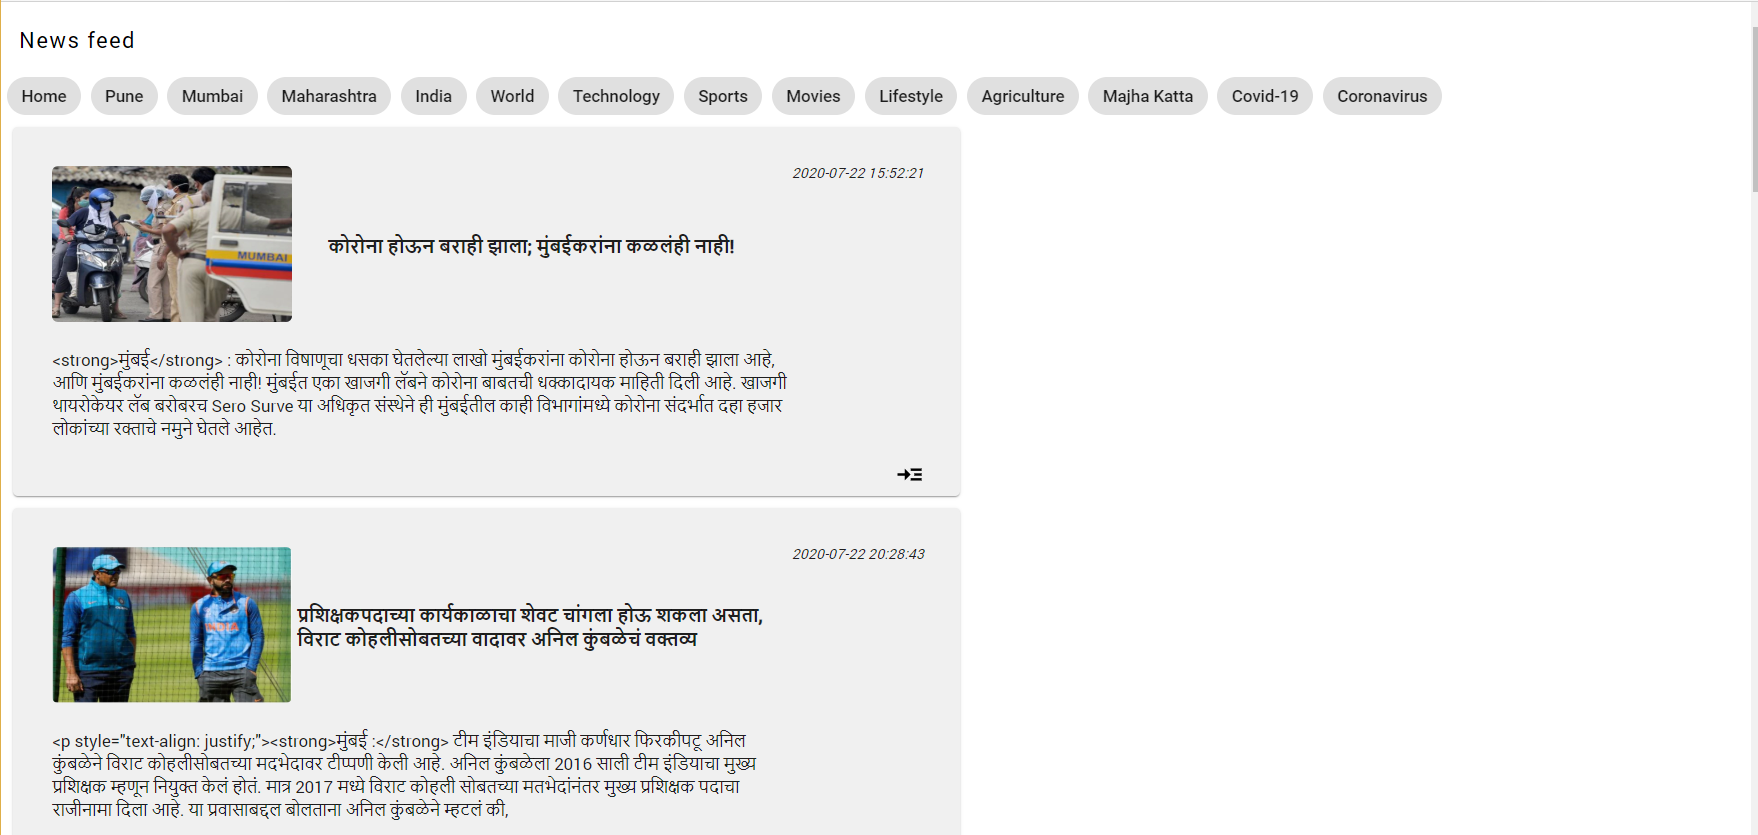 News feed
Home Pune Mumbai Maharashtra India World Technology Sports Movies Lifestyle Agriculture Majha Katta Covid-19 Coronavirus
2020-07-22 15:52:21
MUMBAI
कोरोना होऊन बराही झाला; मुंबईकरांना कळलंही नाही!
<strong>मुंबई</strong> : कोरोना विषाणूचा धसका घेतलेल्या लाखो मुंबईकरांना कोरोना होऊन बराही झाला आहे,
आणि मुंबईकरांना कळलंही नाही! मुंबईत एका खाजगी लॅबने कोरोना बाबतची धक्कादायक माहिती दिली आहे. खाजगी
थायरोकेयर लॅब बरोबरच Sero Surve या अधिकृत संस्थेने ही मुंबईतील काही विभागांमध्ये कोरोना संदर्भात दहा हजार
लोकांच्या रक्ताचे नमुने घेतले आहेत.
2020-07-22 20:28:43
प्रशिक्षकपदाच्या कार्यकाळाचा शेवट चांगला होऊ शकला असता,
विराट कोहलीसोबतच्या वादावर अनिल कुंबळेचं वक्तव्य
<p style="text-align: justify;"><strong>मुंबई :</strong> टीम इंडियाचा माजी कर्णधार फिरकीपटू अनिल
कुंबळेने विराट कोहलीसोबतच्या मदभेदावर टीप्पणी केली आहे. अनिल कुंबळेला 2016 साली टीम इंडियाचा मुख्य
प्रशिक्षक म्हणून नियुक्त केलं होतं. मात्र 2017 मध्ये विराट कोहली सोबतच्या मतभेदांनंतर मुख्य प्रशिक्षक पदाचा
राजीनामा दिला आहे. या प्रवासाबद्दल बोलताना अनिल कुंबळेने म्हटलं की,